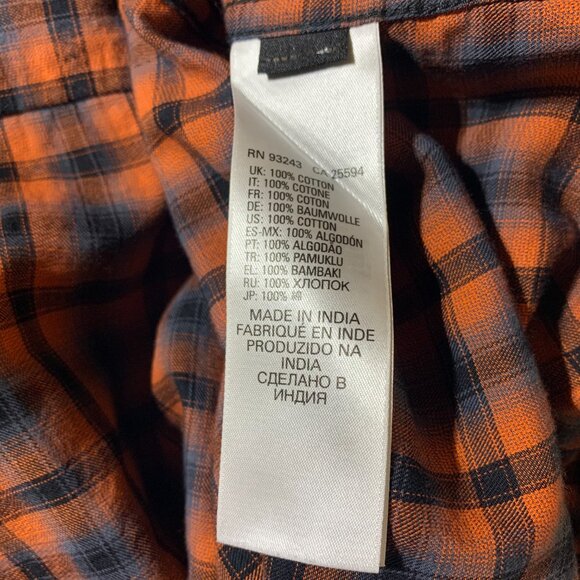 RN 93243 CA 25594
UK: 100% COTTON
IT: 100% COTONE
FR: 100% COTON
DE: 100% BAUMWOLLE
US: 100% COTTON
ES-MX: 100% ALGODÓN
PT: 100% ALGODÃO
TR: 100% PAMUKLU
EL: 100% BAMBAKI
RU: 100% ХЛОПОК
JP: 100% 綿
MADE IN INDIA
FABRIQUÉ EN INDE
PRODUZIDO NA
INDIA
СДЕЛАНО В
ИНДИЯ